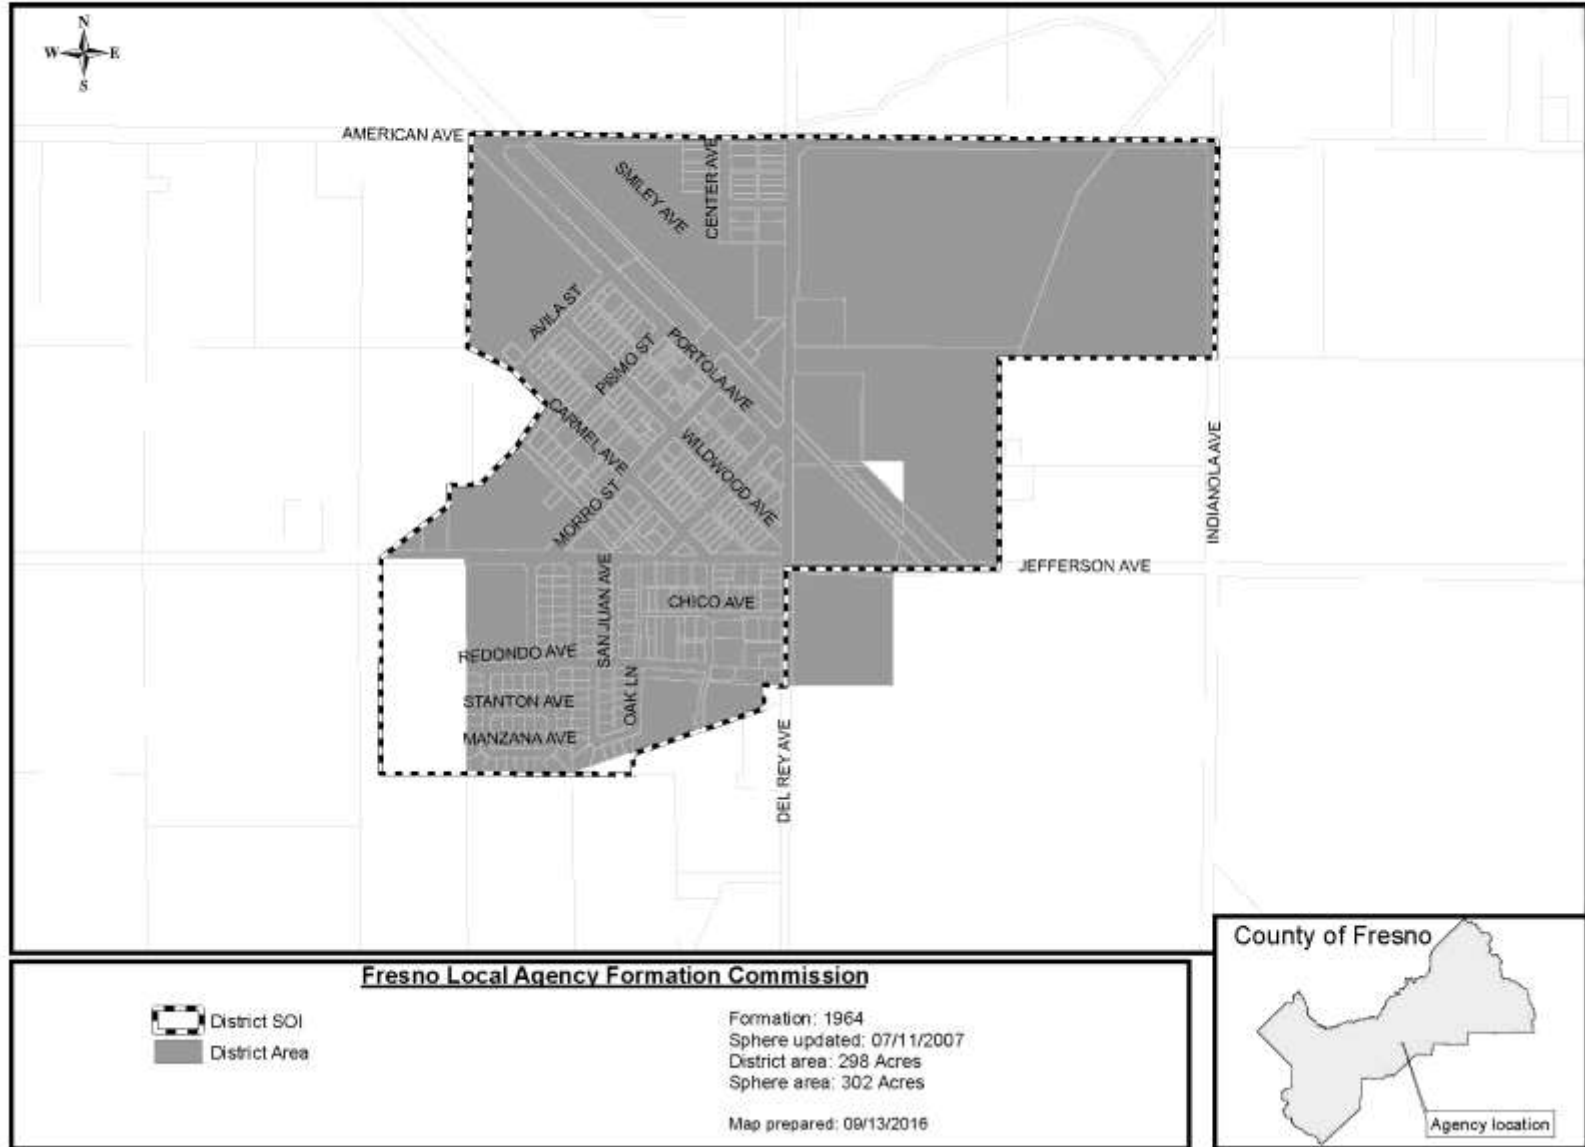 N
W E
S
AMERICAN AVE
SMILEY AVE
CENTER AVE
AVILA ST
PISMO ST
PORTOLA AVE
CARMEL AVE
WILDWOOD AVE
MORRO ST
INDIANOLA AVE
JEFFERSON AVE
SAN JUAN AVE
CHICO AVE
REDONDO AVE
STANTON AVE
OAK LN
MANZANA AVE
DEL REY AVE
County of Fresno
Agency location
Fresno Local Agency Formation Commission
District SOI
District Area
Formation: 1964
Sphere updated: 07/11/2007
District area: 298 Acres
Sphere area: 302 Acres
Map prepared: 09/13/2016